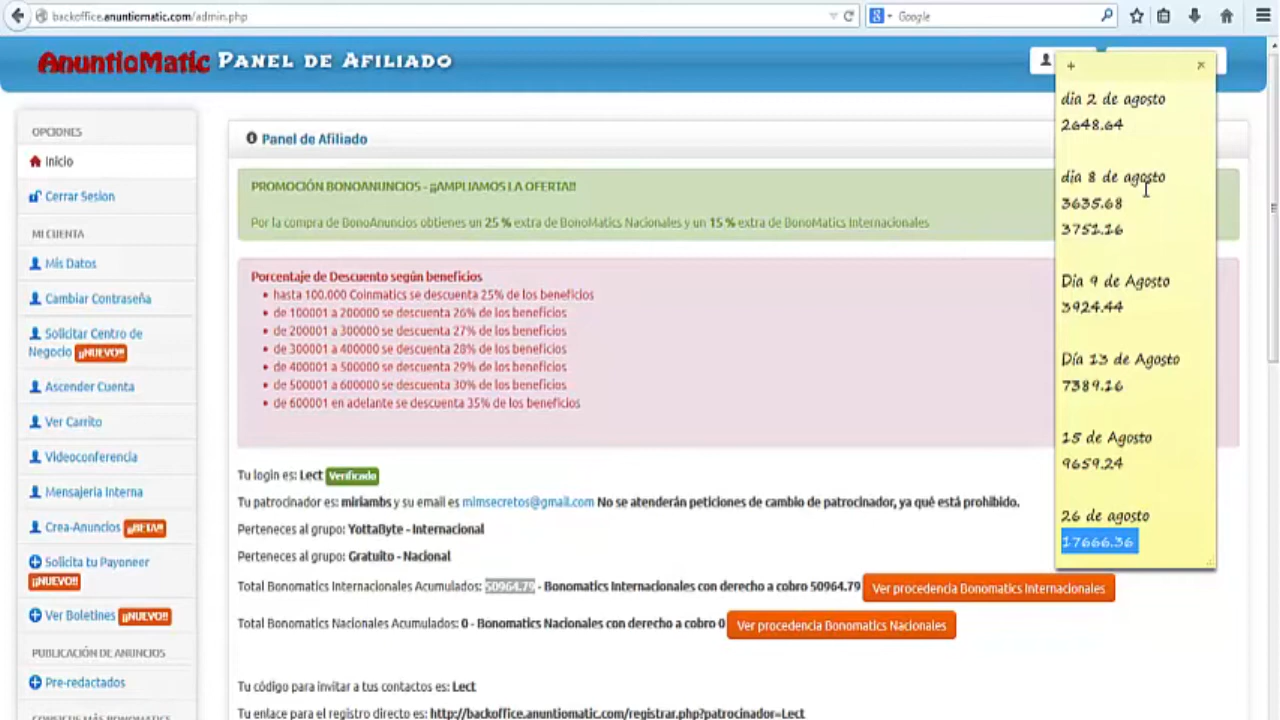 backoffice.anuntiomatic.com/admin.php
Google
AnuntioMatic PANEL DE AFILIADO
OPCIONES
Inicio
Cerrar Sesion
MI CUENTA
Mis Datos
Cambiar Contraseña
Solicitar Centro de
Negocio ¡¡NUEVO!!
Ascender Cuenta
Ver Carrito
Videoconferencia
Mensajería Interna
Crea-Anuncios ¡¡BETA!!
Solicita tu Payoneer
¡¡NUEVO!!
Ver Boletines ¡¡NUEVO!!
PUBLICACIÓN DE ANUNCIOS
Pre-redactados
Panel de Afiliado
PROMOCIÓN BONOANUNCIOS - ¡¡AMPLIAMOS LA OFERTA!!
Por la compra de BonoAnuncios obtienes un 25 % extra de BonoMatics Nacionales y un 15 % extra de BonoMatics Internacionales
Porcentaje de Descuento según beneficios
• hasta 100.000 Coinmatics se descuenta 25% de los beneficios
• de 100001 a 200000 se descuenta 26% de los beneficios
• de 200001 a 300000 se descuenta 27% de los beneficios
• de 300001 a 400000 se descuenta 28% de los beneficios
• de 400001 a 500000 se descuenta 29% de los beneficios
• de 500001 a 600000 se descuenta 30% de los beneficios
• de 600001 en adelante se descuenta 35% de los beneficios
Tu login es: Lect Verificado
Tu patrocinador es: miriambs y su email es mimsecretos@gmail.com No se atenderán peticiones de cambio de patrocinador, ya qué está prohibido.
Perteneces al grupo: YottaByte - Internacional
Perteneces al grupo: Gratuito - Nacional
Total Bonomatics Internacionales Acumulados: 50964.79 - Bonomatics Internacionales con derecho a cobro 50964.79 Ver procedencia Bonomatics Internacionales
Total Bonomatics Nacionales Acumulados: 0 - Bonomatics Nacionales con derecho a cobro 0 Ver procedencia Bonomatics Nacionales
Tu código para invitar a tus contactos es: Lect
Tu enlace para el registro directo es: http://backoffice.anuntiomatic.com/registrar.php?patrocinador=Lect
dia 2 de agosto
2648.64
dia 8 de agosto
3635.68
3751.16
Dia 9 de Agosto
3924.44
Día 13 de Agosto
7389.16
15 de Agosto
9659.24
26 de agosto
17666.36